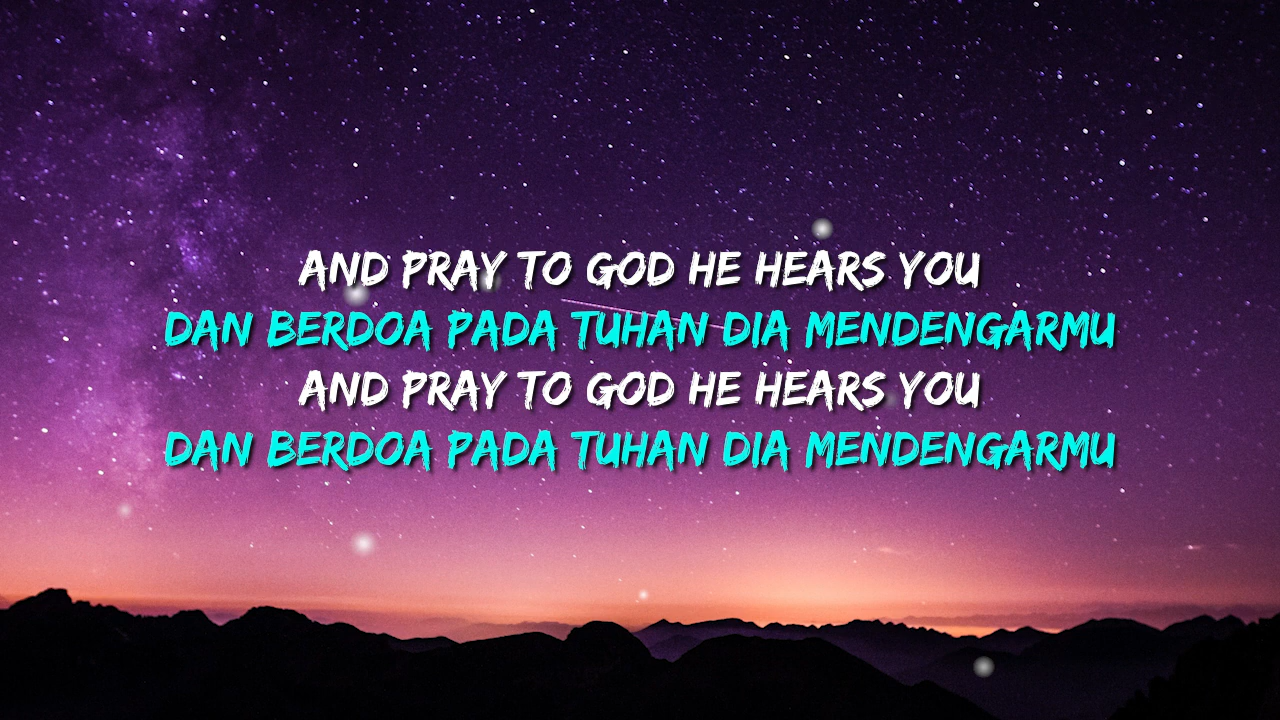 AND PRAY TO GOD HE HEARS YOU
DAN BERDOA PADA TUHAN DIA MENDENGARMU
AND PRAY TO GOD HE HEARS YOU
DAN BERDOA PADA TUHAN DIA MENDENGARMU